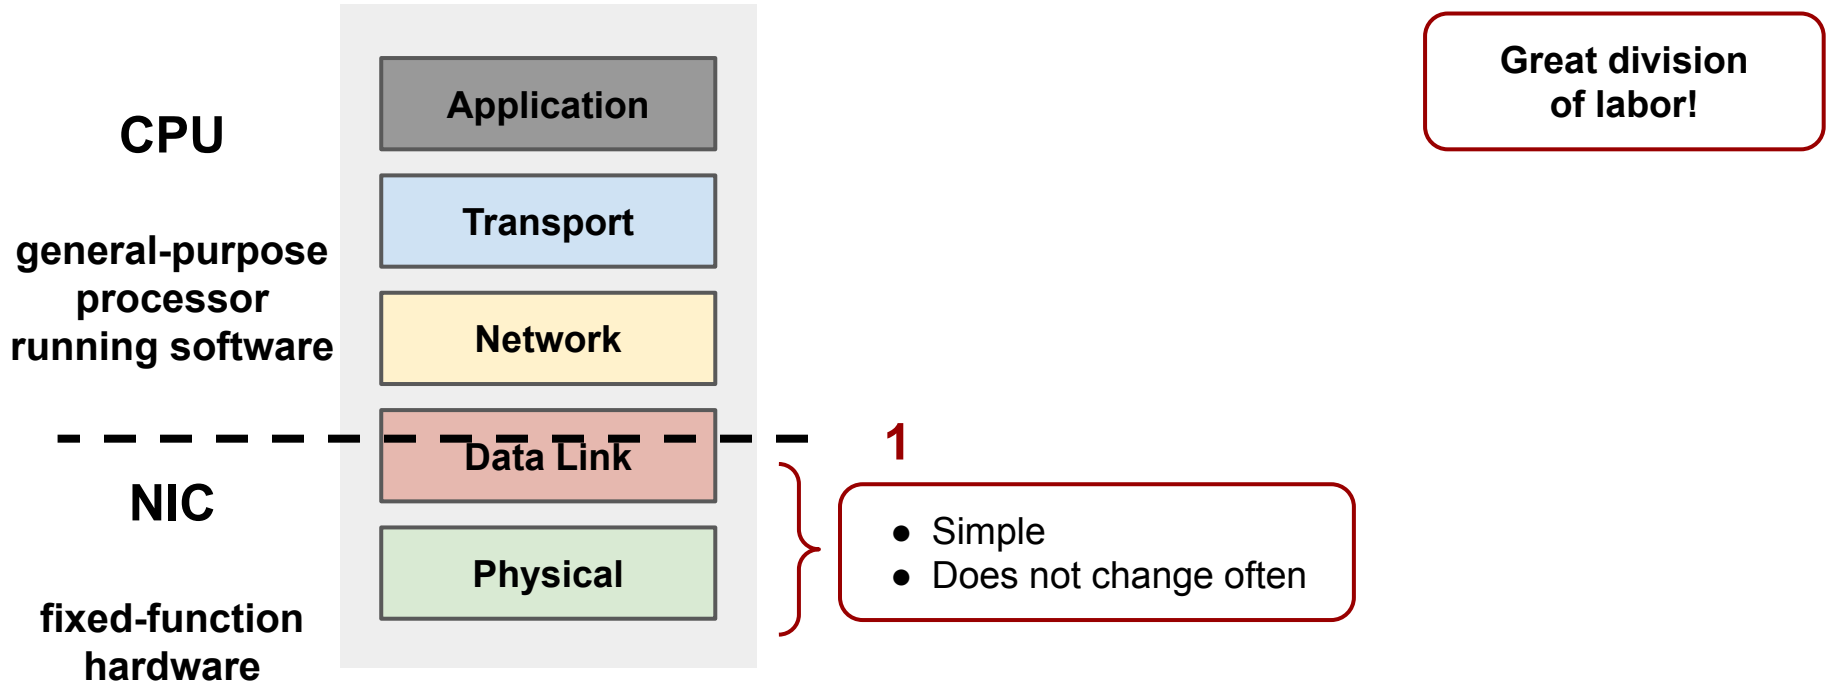 CPU
general-purpose
processor
running software
NIC
fixed-function
hardware
Application
Transport
Network
Data Link
Physical
1
● Simple
● Does not change often
Great division
of labor!